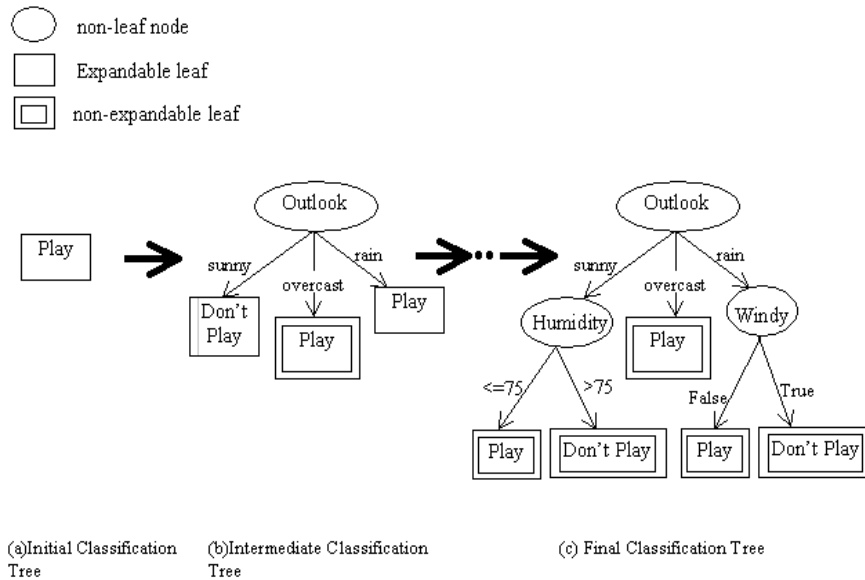 non-leaf node
Expandable leaf
non-expandable leaf
Play
Outlook
sunny
overcast
rain
Don't
Play
Play
Play
Outlook
sunny
overcast
rain
Humidity
Play
Windy
<=75
>75
False
True
Play
Don't Play
Play
Don't Play
(a)Initial Classification
Tree
(b)Intermediate Classification
Tree
(c) Final Classification Tree